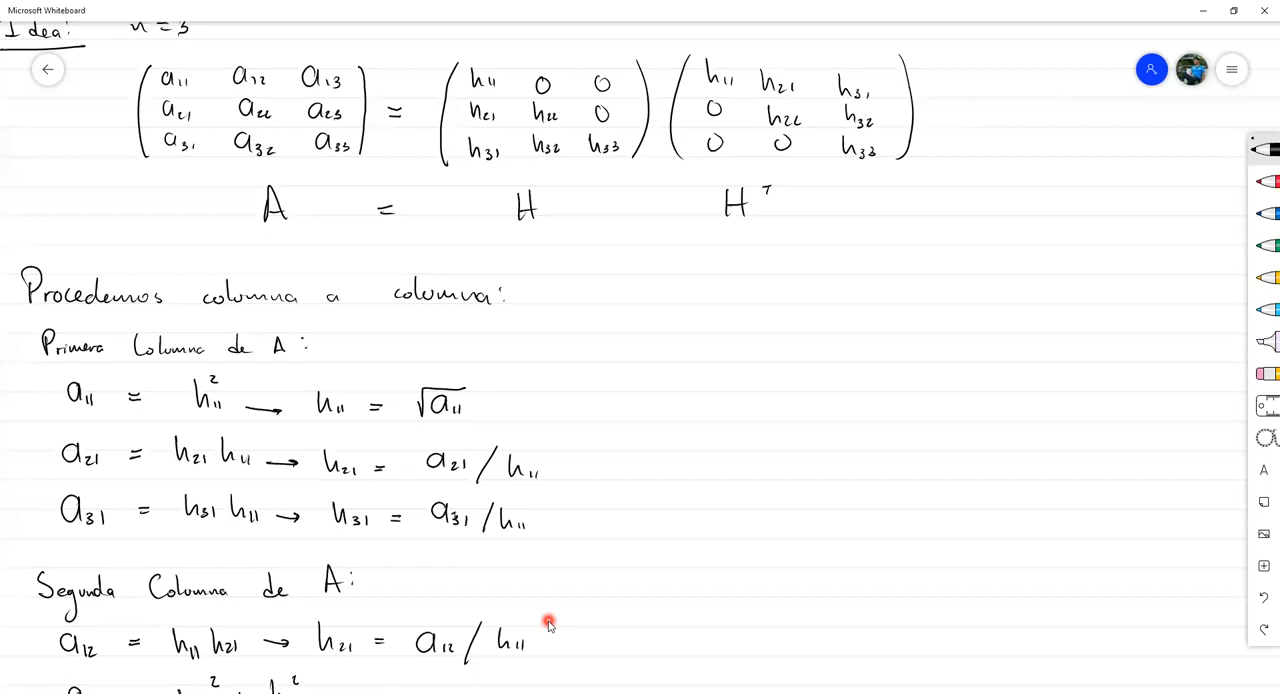 Microsoft Whiteboard
Idea: n = 3
( a11 a12 a13 ) ( h11 0 0 ) ( h11 h21 h31 )
( a21 a22 a23 ) = ( h21 h22 0 ) ( 0 h22 h32 )
( a31 a32 a33 ) ( h31 h32 h33 ) ( 0 0 h33 )
A = H H^T
Procedemos columna a columna:
Primera Columna de A:
a11 = h11^2 → h11 = √a11
a21 = h21 h11 → h21 = a21 / h11
a31 = h31 h11 → h31 = a31 / h11
Segunda Columna de A:
a12 = h11 h21 → h21 = a12 / h11